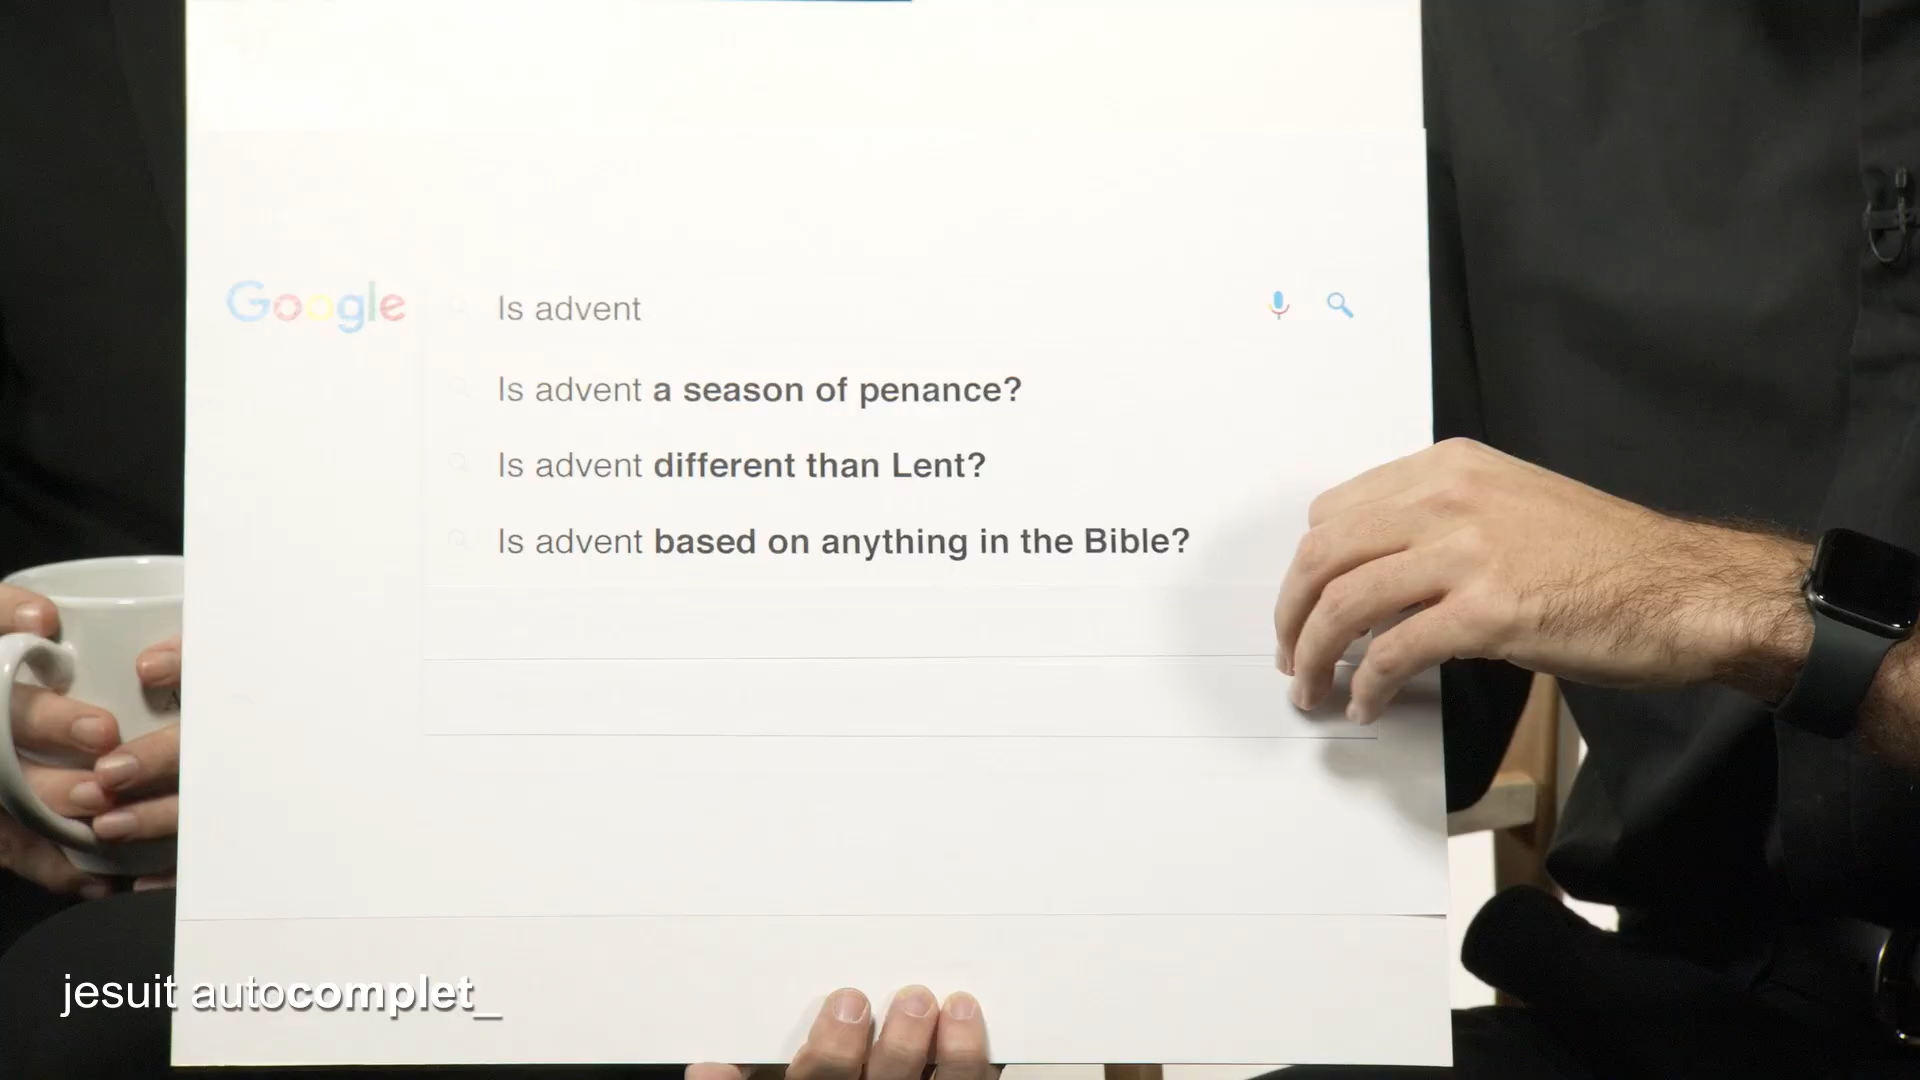 Google
Is advent
Is advent a season of penance?
Is advent different than Lent?
Is advent based on anything in the Bible?
jesuit autocomplet_